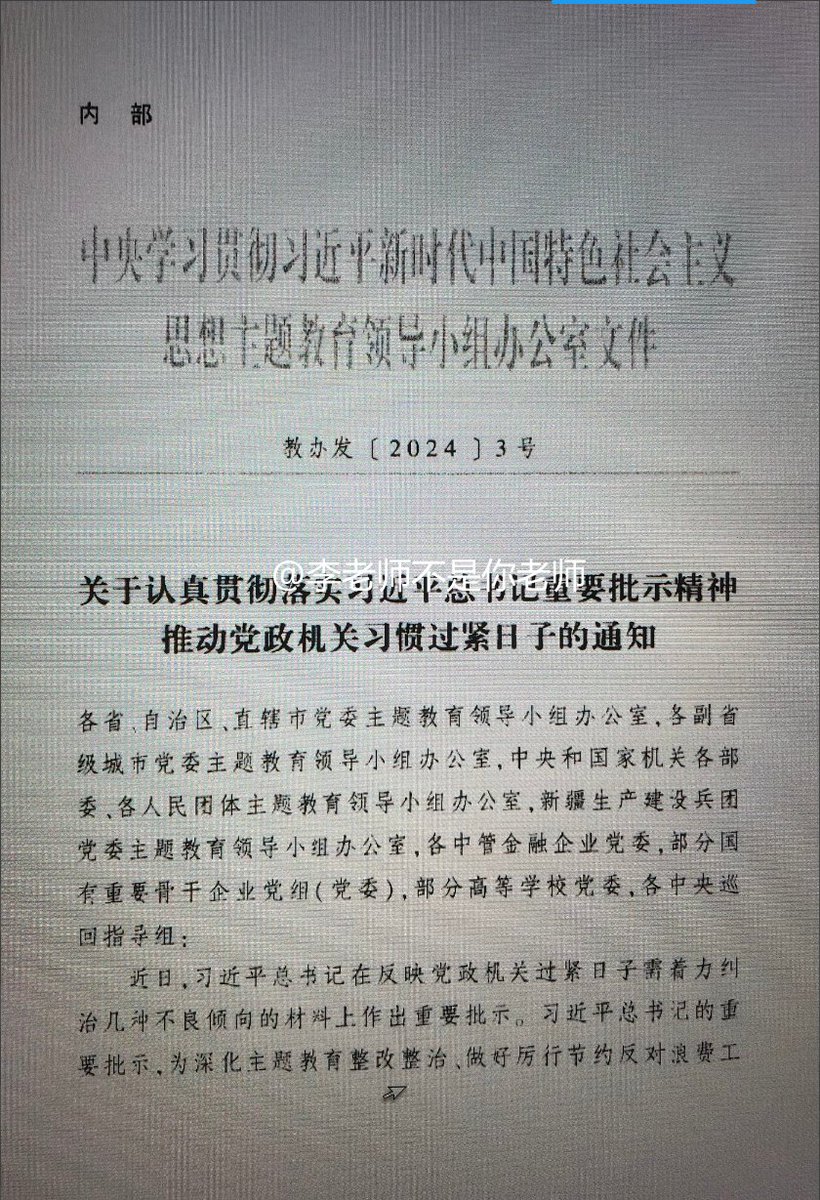 内 部
中央学习贯彻习近平新时代中国特色社会主义
思想主题教育领导小组办公室文件
教办发〔2024〕3号
@李老师不是你老师
关于认真贯彻落实习近平总书记重要批示精神
推动党政机关习惯过紧日子的通知
各省、自治区、直辖市党委主题教育领导小组办公室,各副省
级城市党委主题教育领导小组办公室,中央和国家机关各部
委、各人民团体主题教育领导小组办公室,新疆生产建设兵团
党委主题教育领导小组办公室,各中管金融企业党委,部分国
有重要骨干企业党组(党委),部分高等学校党委,各中央巡
回指导组:
近日,习近平总书记在反映党政机关过紧日子需着力纠
治几种不良倾向的材料上作出重要批示。习近平总书记的重
要批示,为深化主题教育整改整治、做好厉行节约反对浪费工